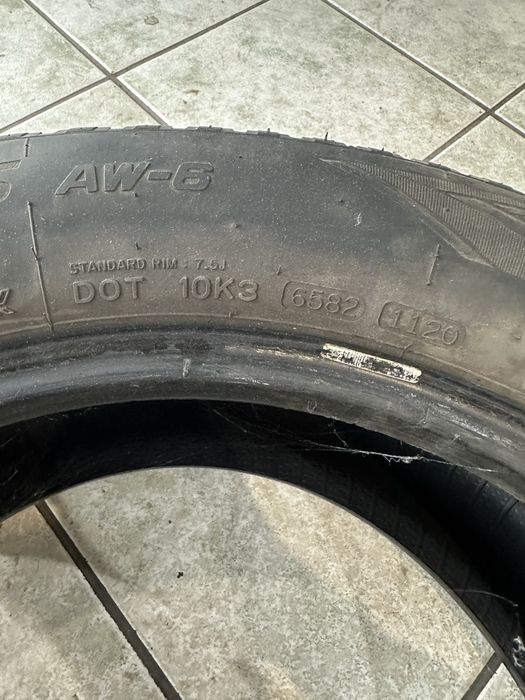 AW-6
STANDARD RIM : 7.5J
DOT 10K3 6582 1120